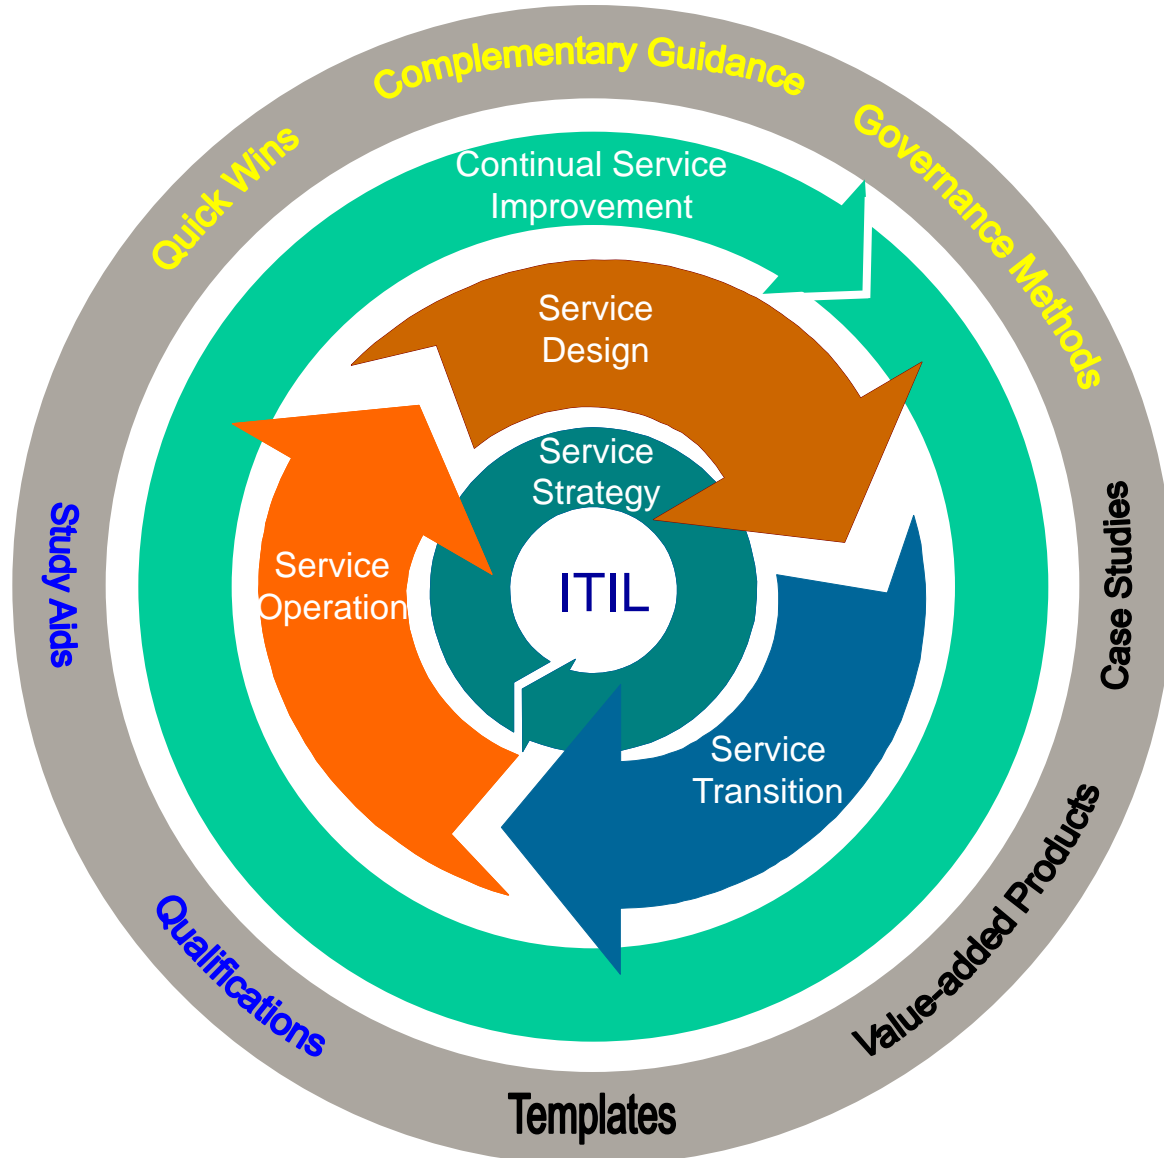 Complementary Guidance
Governance Methods
Quick Wins
Continual Service
Improvement
Service
Design
Service
Strategy
Case Studies
Study Aids
Service
Operation
ITIL
Service
Transition
Value-added Products
Qualifications
Templates